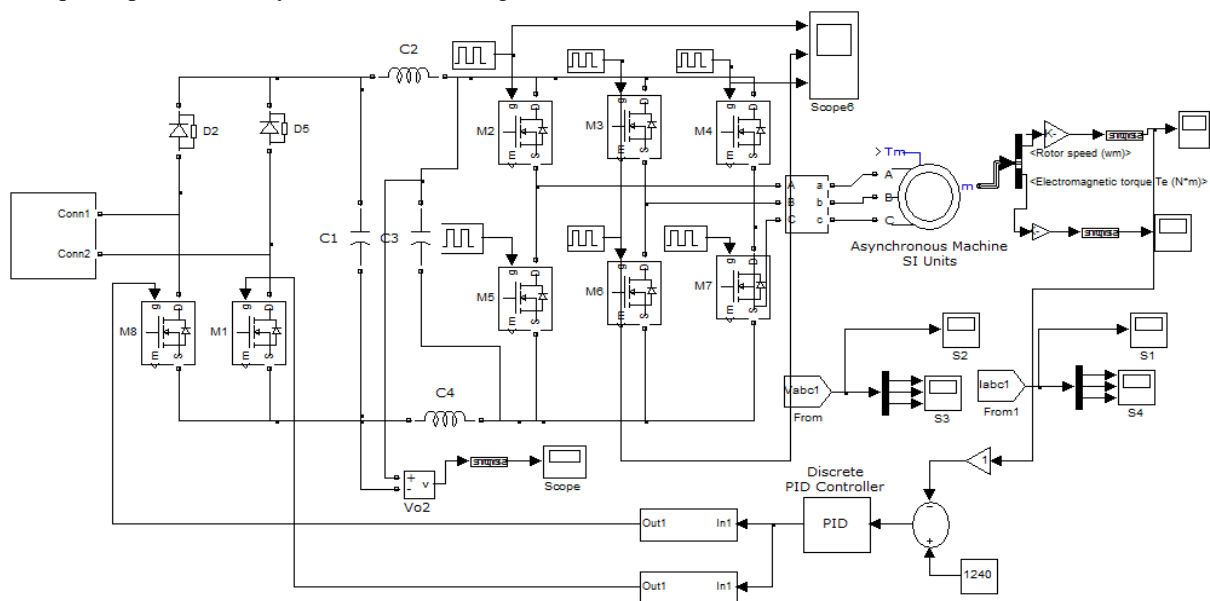 C2
Scope6
D2
D5
M2
M3
M4
K-
<Rotor speed (wm)>
<Electromagnetic torque Te (N*m)>
Tm
m
A
B
C
A
B
C
a
b
c
Asynchronous Machine
SI Units
Conn1
Conn2
C1
C3
M8
M1
M5
M6
M7
g
D
m
S
g
D
m
S
g
D
m
S
g
D
m
S
g
D
m
S
g
D
m
S
g
D
m
S
g
D
m
S
C4
S2
S1
Vabc1
From
S3
Iabc1
From1
S4
+
-
v
Vo2
Scope
1
Discrete
PID Controller
PID
Out1
In1
Out1
In1
−
+
1240